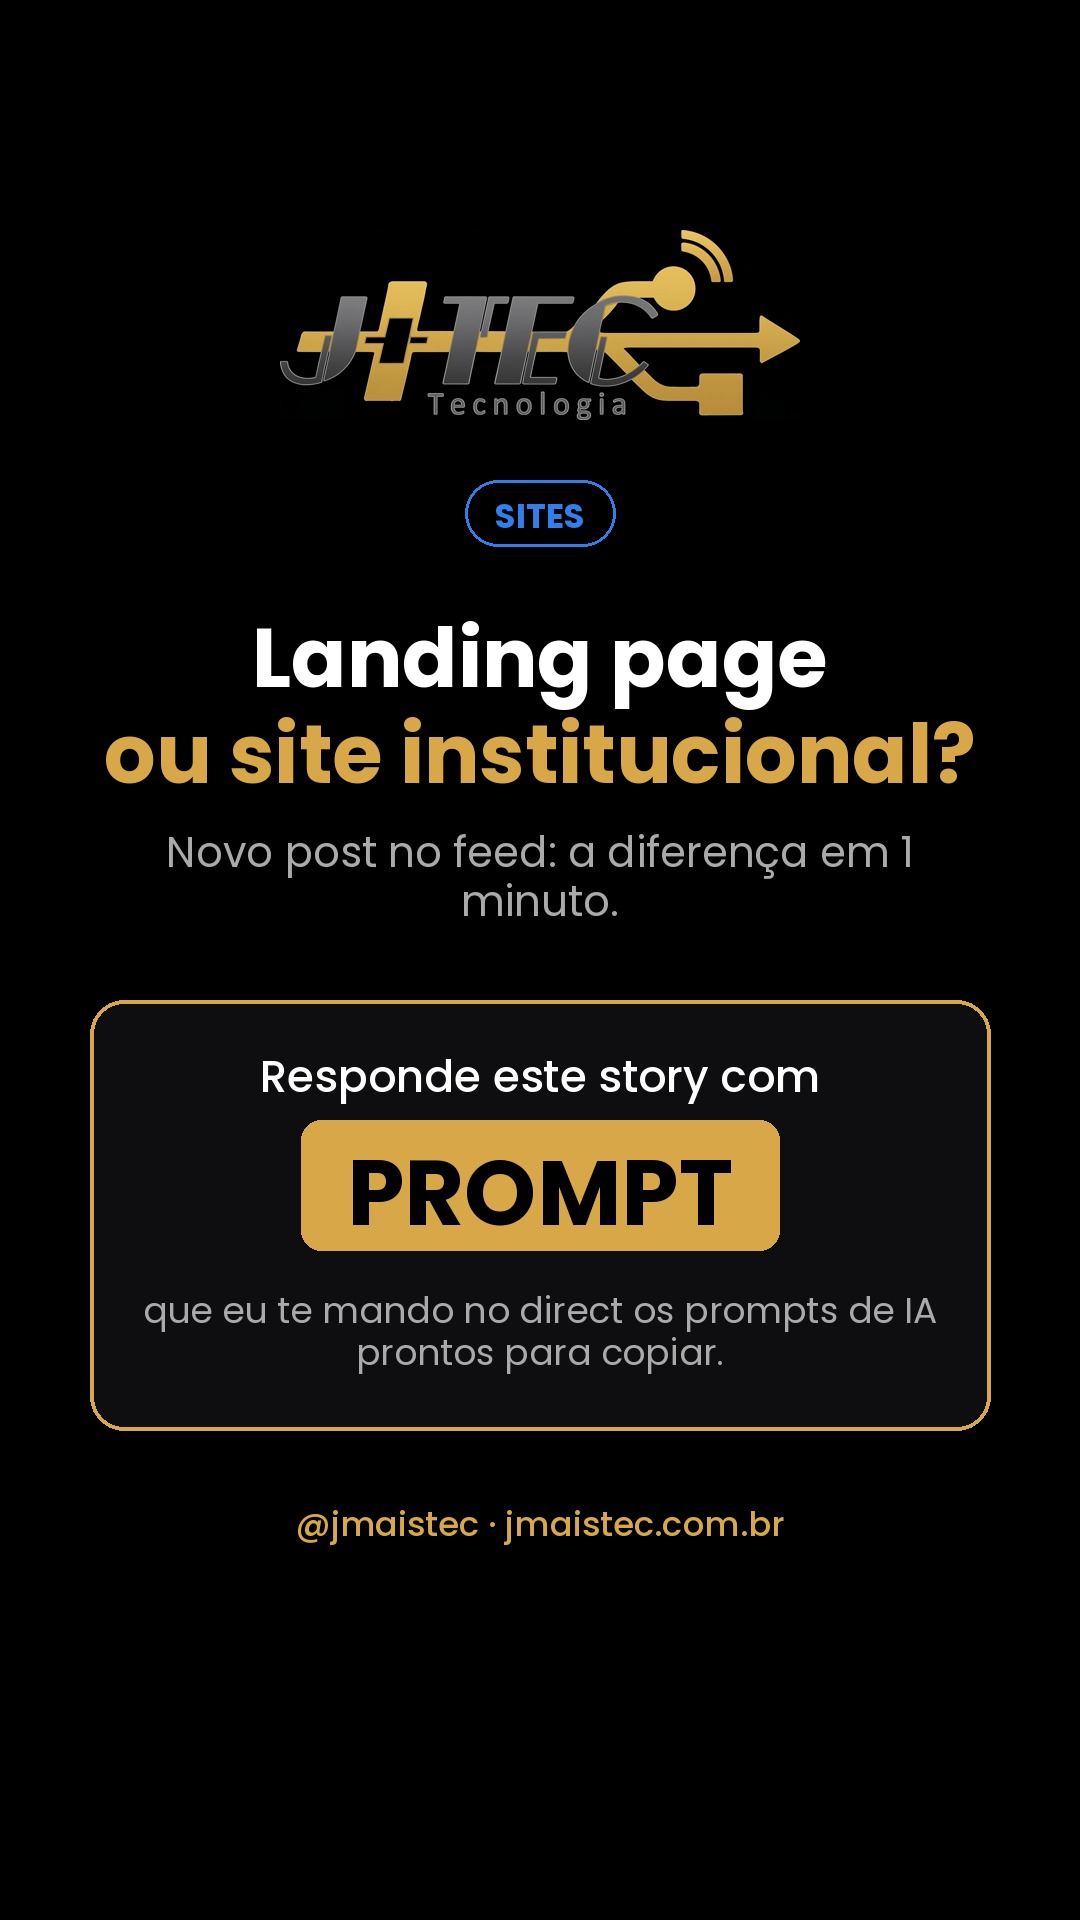 J+TEC
Tecnologia
SITES
Landing page
ou site institucional?
Novo post no feed: a diferença em 1
minuto.
Responde este story com
PROMPT
que eu te mando no direct os prompts de IA
prontos para copiar.
@jmaistec · jmaistec.com.br